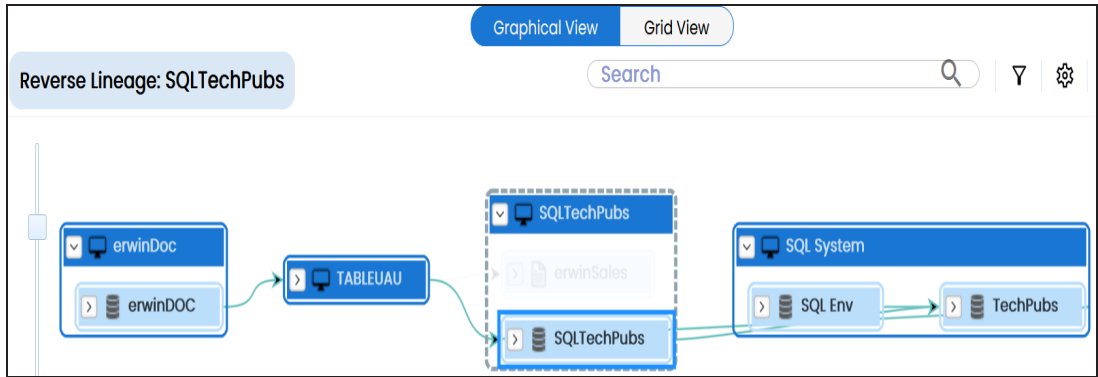 Graphical View
Grid View
Reverse Lineage: SQLTechPubs
Search
SQLTechPubs
erwinDoc
SQL System
erwinSales
TABLEUAU
erwinDOC
SQL Env
TechPubs
SQLTechPubs